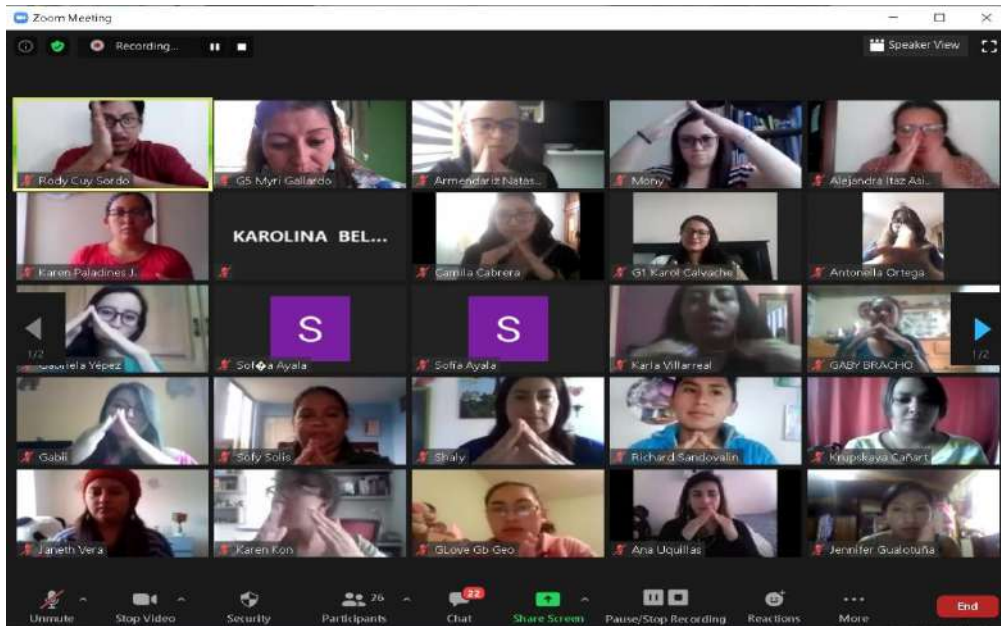 Zoom Meeting
Recording...
Speaker View
Rody Cuy-Sordo
G5 Myri Gallardo
Armendariz Natas...
Mony
Alejandra Itaz Asi...
Karen Paladines J.
KAROLINA BEL...
Camila Cabrera
G1 Karol Calvache
Antonella Ortega
1/2
Gabriela Yépez
S
Sof�a Ayala
S
Sofía Ayala
Karla Villarreal
GABY BRACHO
1/2
Gabii
Sofy Solis
Shaly
Richard Sandovalin
Krupskaya Cañart
Janeth Vera
Karen Kon
GLove Gb Geo
Ana Uquillas
Jennifer Gualotuña
Unmute
Stop Video
Security
26
Participants
22
Chat
Share Screen
Pause/Stop Recording
Reactions
More
End